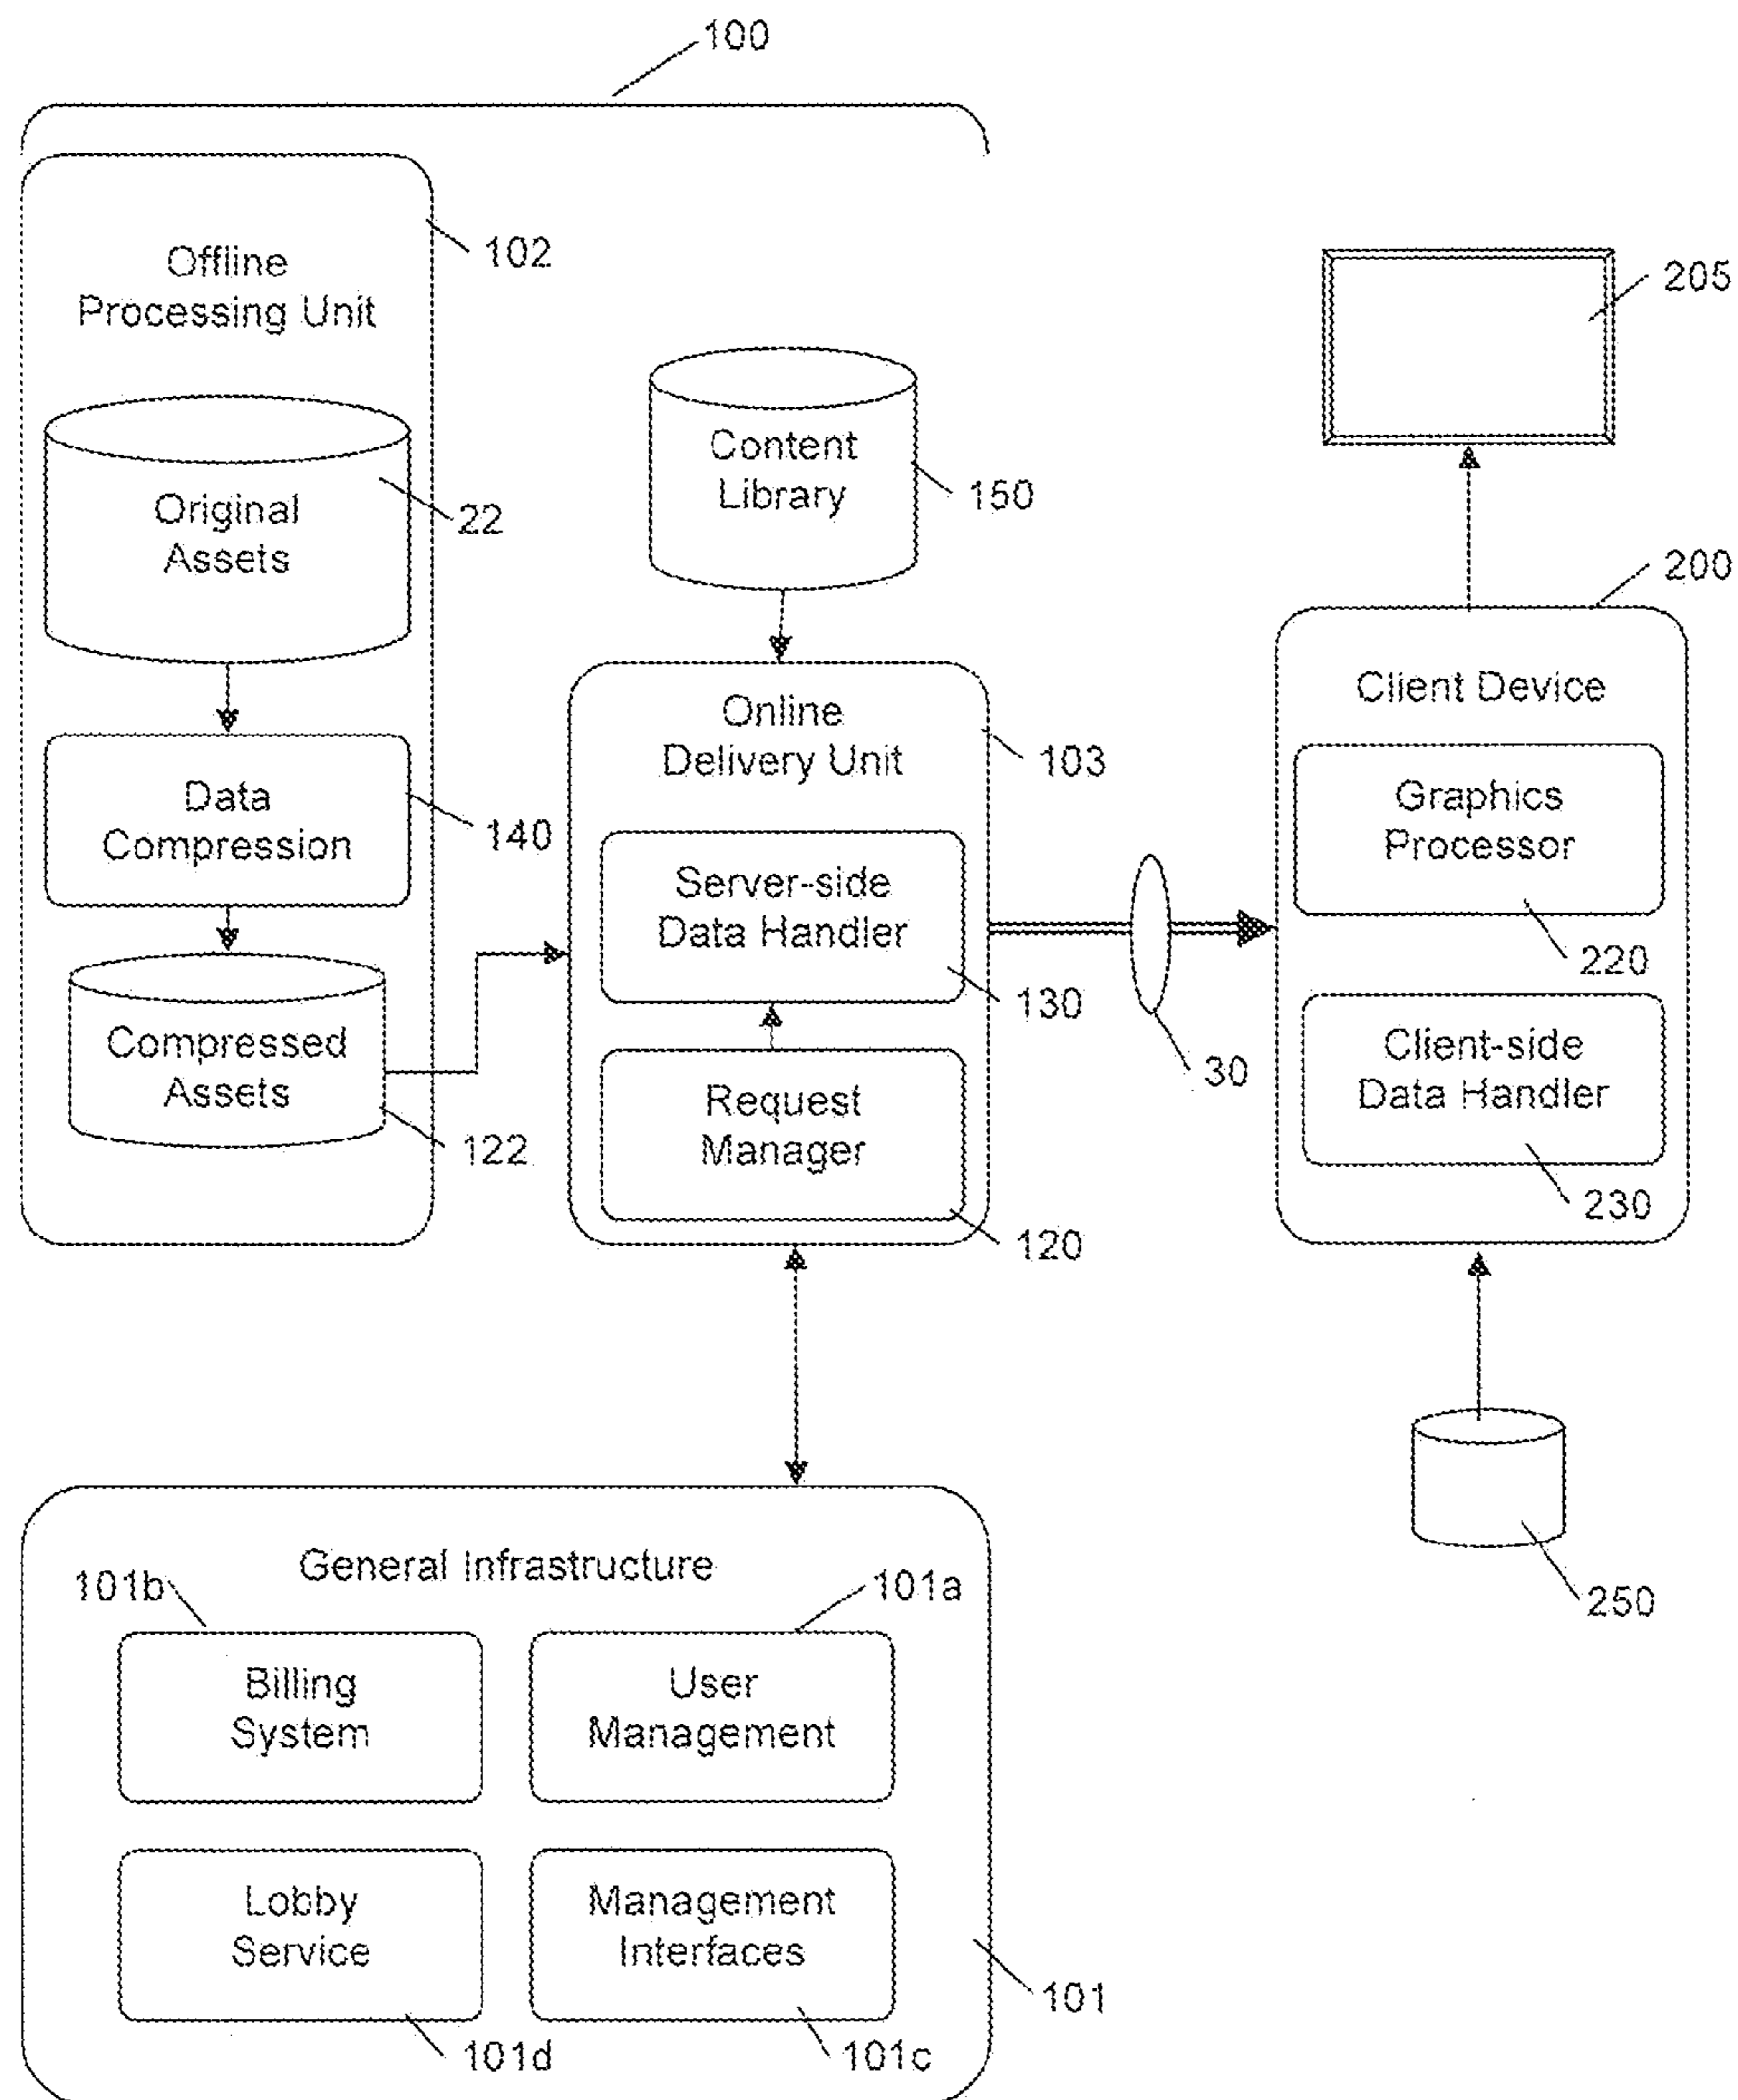 100
Offline
Processing Unit
102
Original
Assets
22
Data
Compression
140
Compressed
Assets
122
Content
Library
150
Online
Delivery Unit
103
Server-side
Data Handler
130
Request
Manager
120
30
205
200
Client Device
Graphics
Processor
220
Client-side
Data Handler
230
250
General Infrastructure
101b
101a
Billing
System
User
Management
Lobby
Service
Management
Interfaces
101
101d
101c